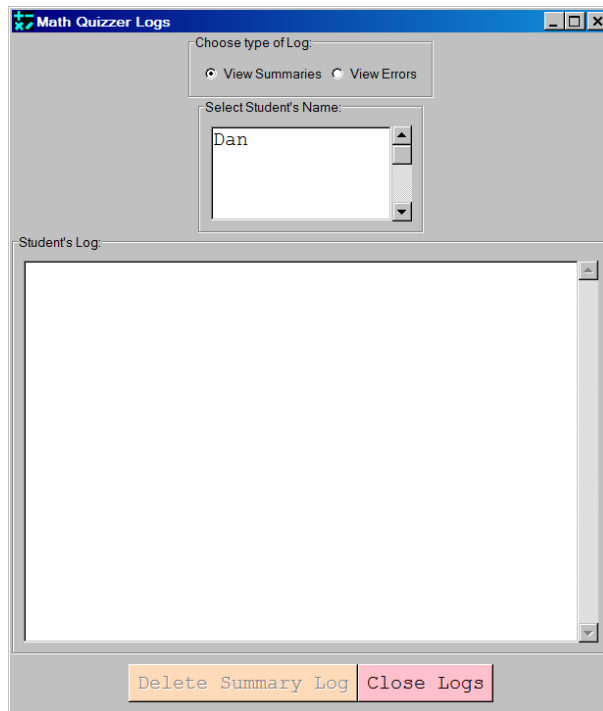 Math Quizzer Logs
Choose type of Log:
View Summaries View Errors
Select Student's Name:
Dan
Student's Log:
Delete Summary Log Close Logs